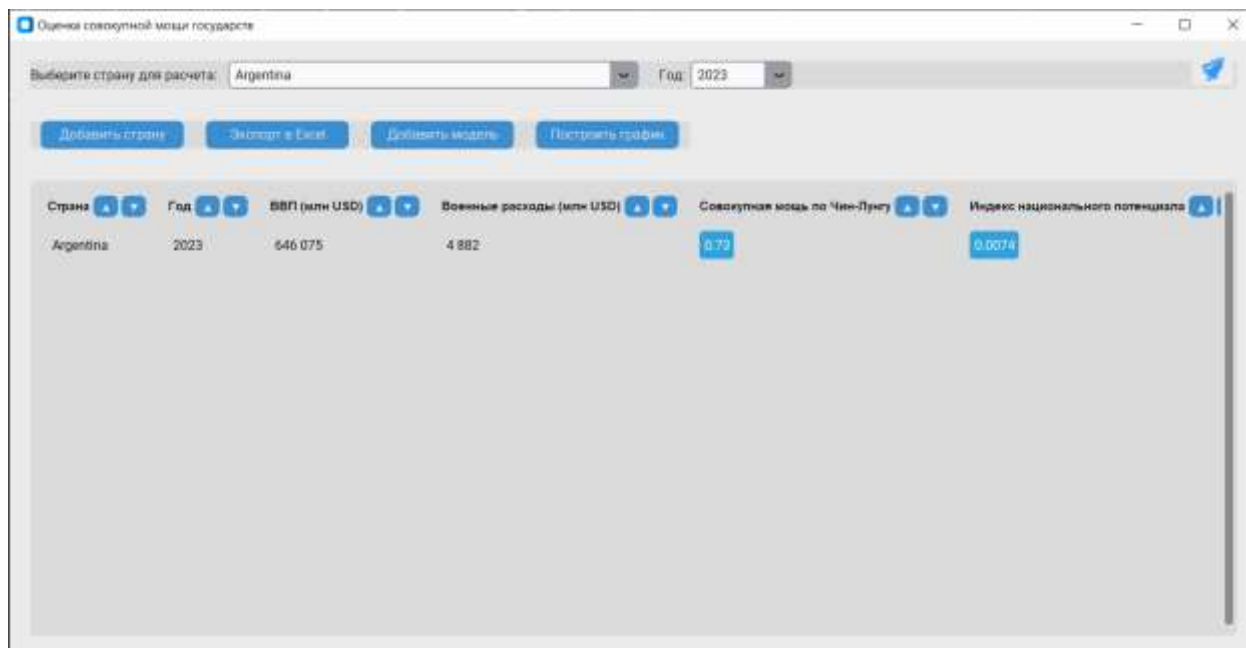 Оценка совокупной мощи государств
Выберите страну для расчета: Argentina Год: 2023
Добавить страну Экспорт в Excel Добавить модель Построить график
Страна Год ВВП (млн USD) Военные расходы (млн USD) Совокупная мощь по Чин-Лунгу Индекс национального потенциала
Argentina 2023 646 075 4 882 0.73 0.0074